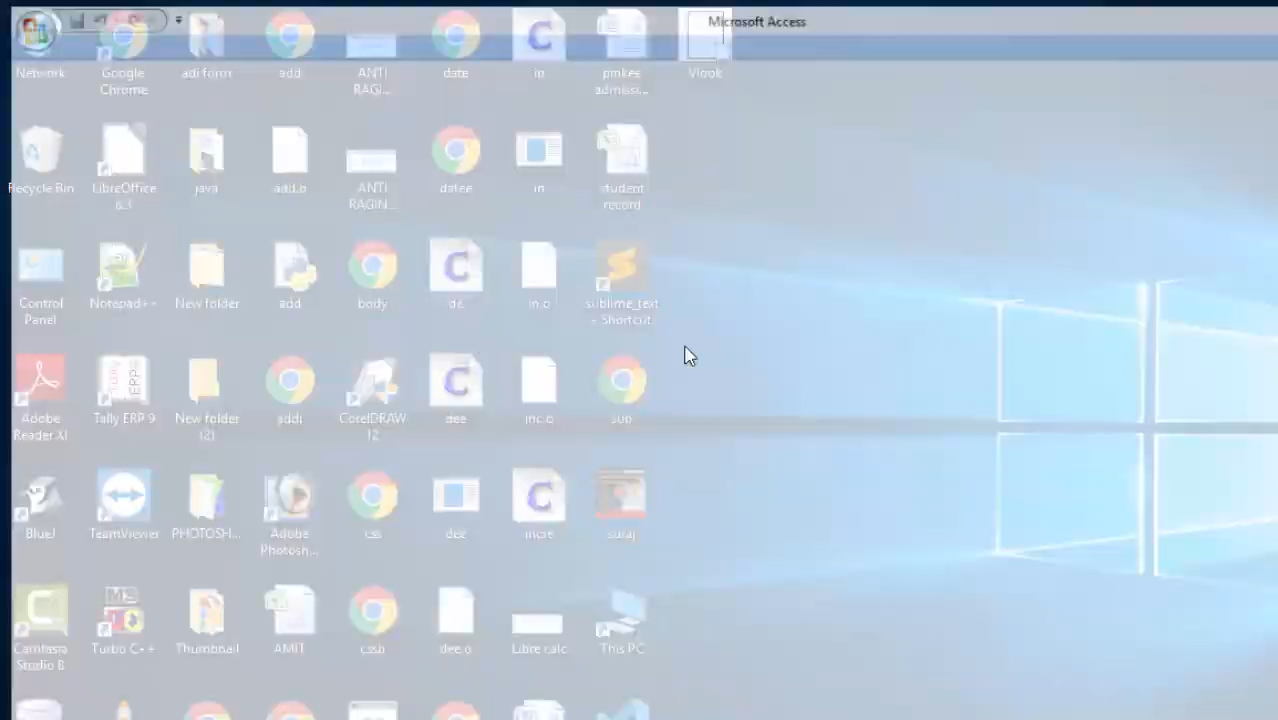 Microsoft Access
Network
Google
Chrome
adi form
add
ANTI
RAGI...
date
in
pmkee
admissi...
Vlook
Recycle Bin
LibreOffice
6.3
java
add.o
ANTI
RAGIN...
datee
in
student
record
Control
Panel
Notepad++
New folder
add
body
de
in.o
sublime_text
- Shortcut
Adobe
Reader XI
Tally ERP 9
New folder
(2)
addi
CorelDRAW
12
dee
inc.o
sup
BlueJ
TeamViewer
PHOTOSH...
Adobe
Photosh...
css
dee
incre
suraj
Camtasia
Studio 8
Turbo C++
Thumbnail
AMIT
cssb
dee.o
Libre calc
This PC